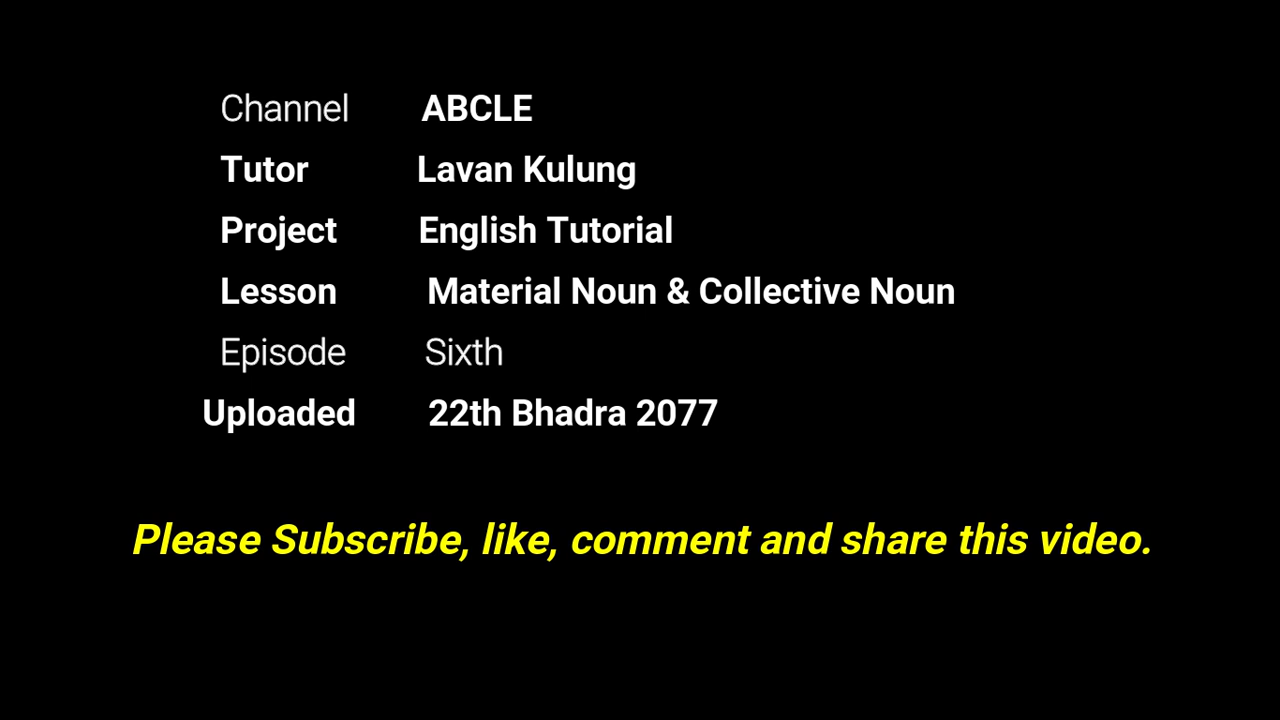 Channel ABCLE
Tutor Lavan Kulung
Project English Tutorial
Lesson Material Noun & Collective Noun
Episode Sixth
Uploaded 22th Bhadra 2077
Please Subscribe, like, comment and share this video.